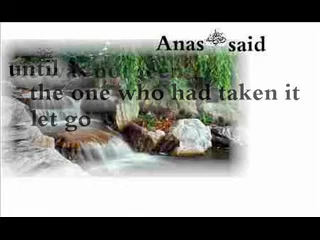 Anas said
until
the one who had taken it
let go